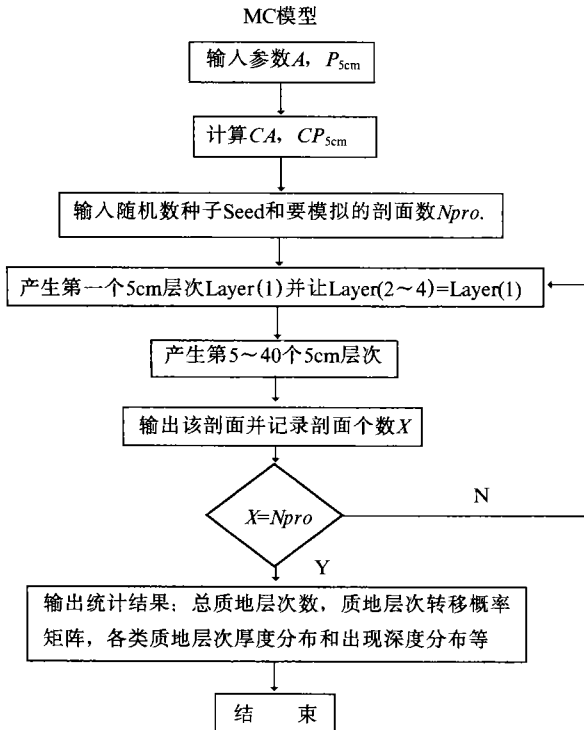 MC模型
输入参数A，P5cm
计算CA，CP5cm
输入随机数种子Seed和要模拟的剖面数Npro.
产生第一个5cm层次Layer(1)并让Layer(2～4)=Layer(1)
产生第5～40个5cm层次
输出该剖面并记录剖面个数X
X=Npro
N
Y
输出统计结果：总质地层次数，质地层次转移概率
矩阵，各类质地层次厚度分布和出现深度分布等
结 束